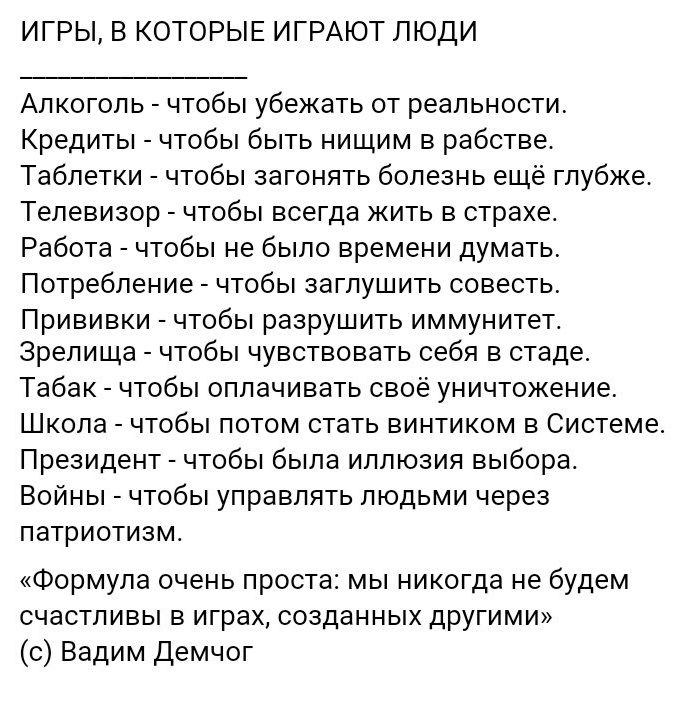 ИГРЫ, В КОТОРЫЕ ИГРАЮТ ЛЮДИ
__________________
Алкоголь - чтобы убежать от реальности.
Кредиты - чтобы быть нищим в рабстве.
Таблетки - чтобы загонять болезнь ещё глубже.
Телевизор - чтобы всегда жить в страхе.
Работа - чтобы не было времени думать.
Потребление - чтобы заглушить совесть.
Прививки - чтобы разрушить иммунитет.
Зрелища - чтобы чувствовать себя в стаде.
Табак - чтобы оплачивать своё уничтожение.
Школа - чтобы потом стать винтиком в Системе.
Президент - чтобы была иллюзия выбора.
Войны - чтобы управлять людьми через
патриотизм.
«Формула очень проста: мы никогда не будем
счастливы в играх, созданных другими»
(с) Вадим Демчог